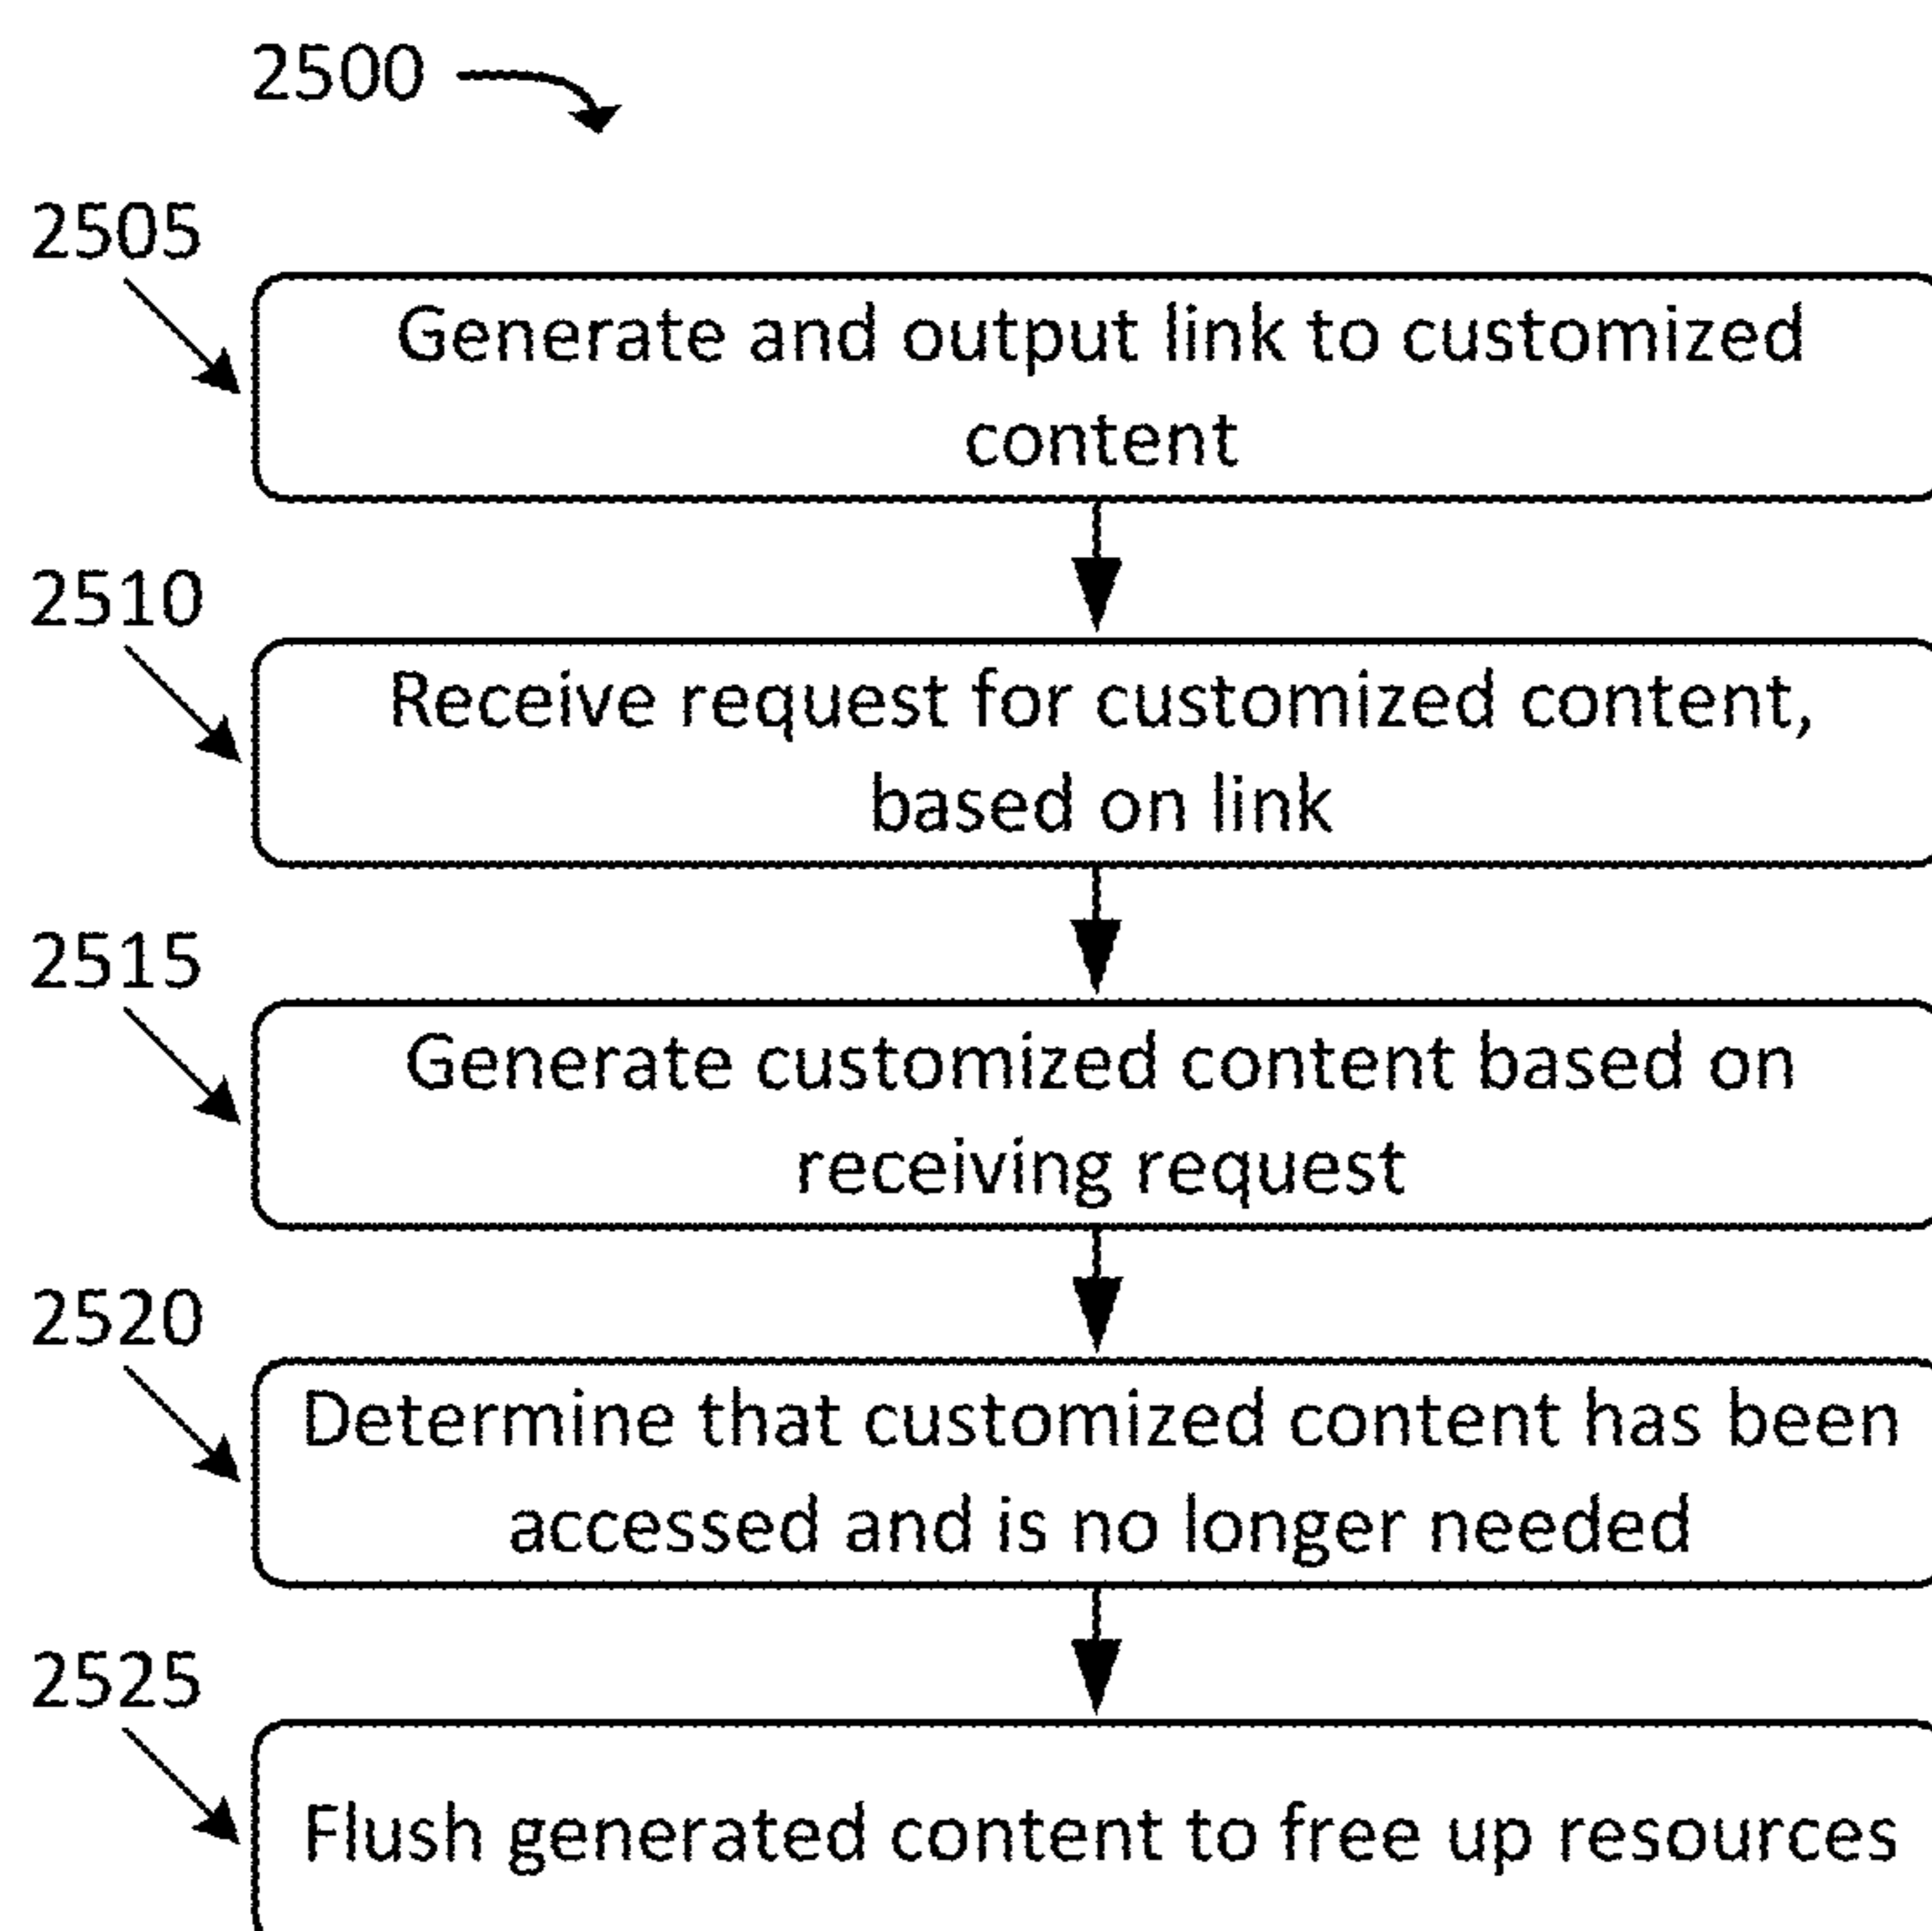 2500
2505
Generate and output link to customized
content
2510
Receive request for customized content,
based on link
2515
Generate customized content based on
receiving request
2520
Determine that customized content has been
accessed and is no longer needed
2525
Flush generated content to free up resources